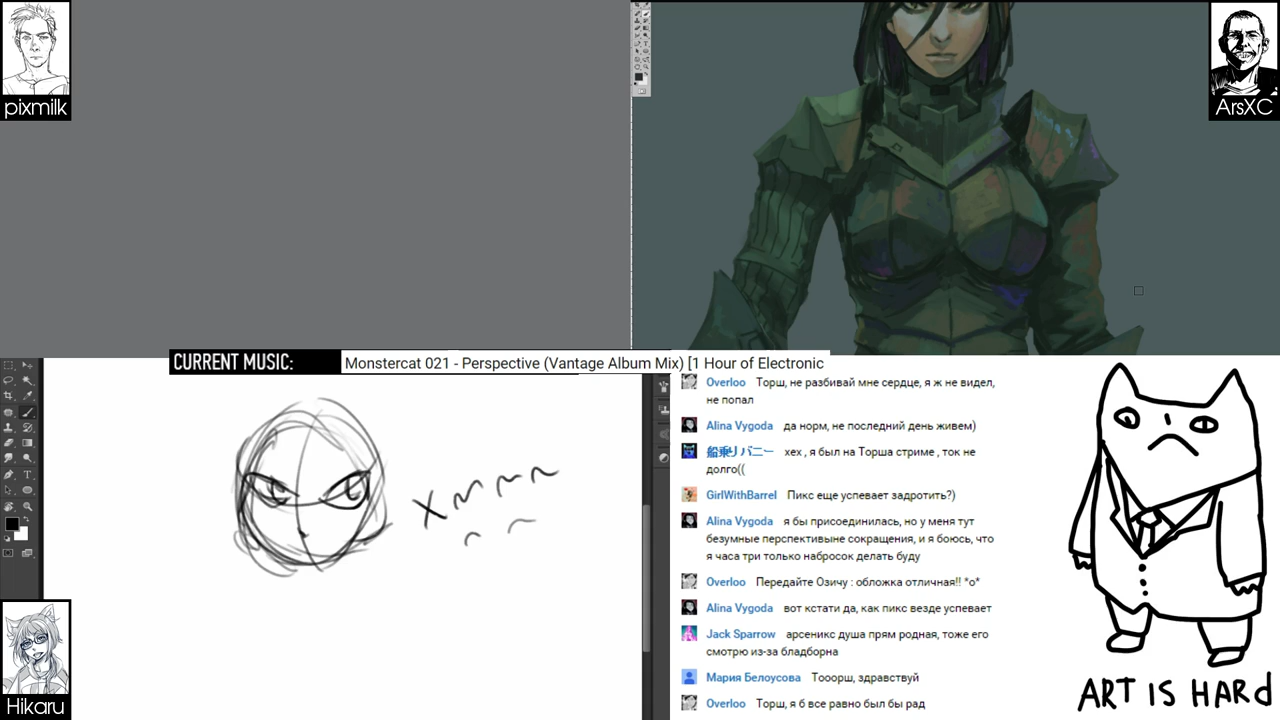 pixmilk
ArsXC
CURRENT MUSIC:
Monstercat 021 - Perspective (Vantage Album Mix) [1 Hour of Electronic
Overloo Торш, не разбивай мне сердце, я ж не видел,
не попал
Alina Vygoda да норм, не последний день живем)
船乗りバニー хех , я был на Торша стриме , ток не
долго((
GirlWithBarrel Пикс еще успевает задротить?)
Alina Vygoda я бы присоединилась, но у меня тут
безумные перспективыне сокращения, и я боюсь, что
я часа три только набросок делать буду
Overloo Передайте Озичу : обложка отличная!! *о*
Alina Vygoda вот кстати да, как пикс везде успевает
Jack Sparrow арсеникс душа прям родная, тоже его
смотрю из-за бладборна
Мария Белоусова Тооорш, здравствуй
Overloo Торш, я б все равно был бы рад
Hikaru
ART IS HARd